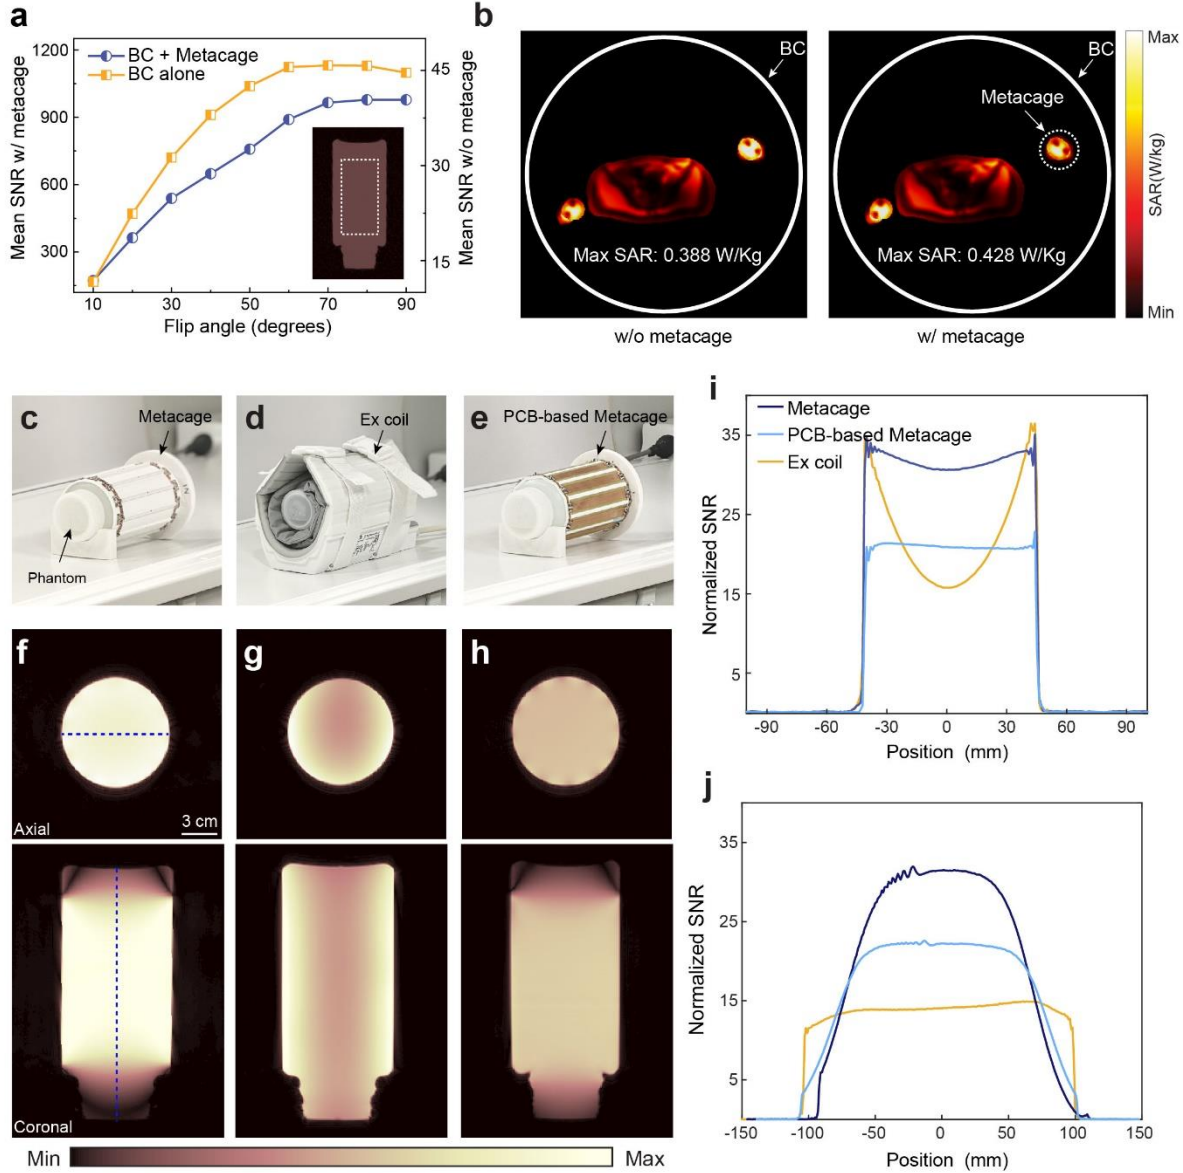 a
1200
900
600
300
Mean SNR w/ metacage
BC + Metacage
BC alone
45
30
15
Mean SNR w/o metacage
10
30
50
70
90
Flip angle (degrees)
b
BC
Max SAR: 0.388 W/Kg
w/o metacage
BC
Metacage
Max SAR: 0.428 W/Kg
w/ metacage
Max
SAR(W/kg)
Min
c
Metacage
Phantom
d
Ex coil
e
PCB-based Metacage
f
Axial
3 cm
g
h
Coronal
Min
Max
i
Metacage
PCB-based Metacage
Ex coil
35
25
15
5
Normalized SNR
-90
-60
-30
0
30
60
90
Position (mm)
j
35
25
15
5
Normalized SNR
-150
-100
-50
0
50
100
150
Position (mm)